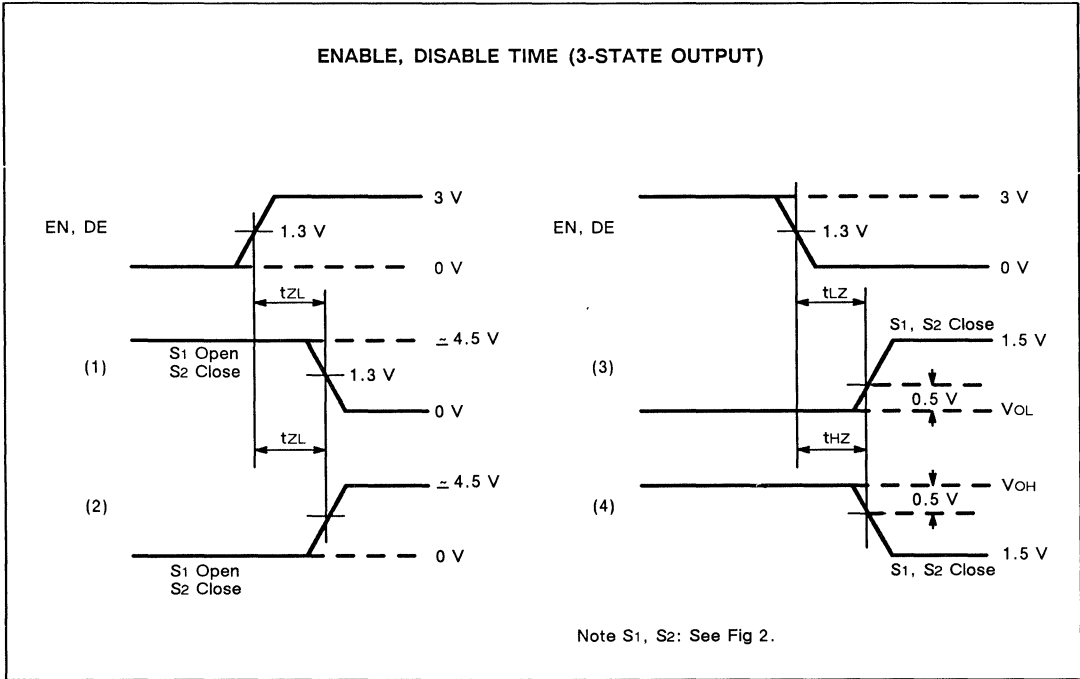 ENABLE, DISABLE TIME (3-STATE OUTPUT)
EN, DE
3 V
1.3 V
0 V
tZL
(1)
S1 Open
S2 Close
≃ 4.5 V
1.3 V
0 V
tZL
(2)
≃ 4.5 V
0 V
S1 Open
S2 Close
EN, DE
3 V
1.3 V
0 V
tLZ
(3)
S1, S2 Close
1.5 V
0.5 V
VOL
tHZ
(4)
VOH
0.5 V
1.5 V
S1, S2 Close
Note S1, S2: See Fig 2.